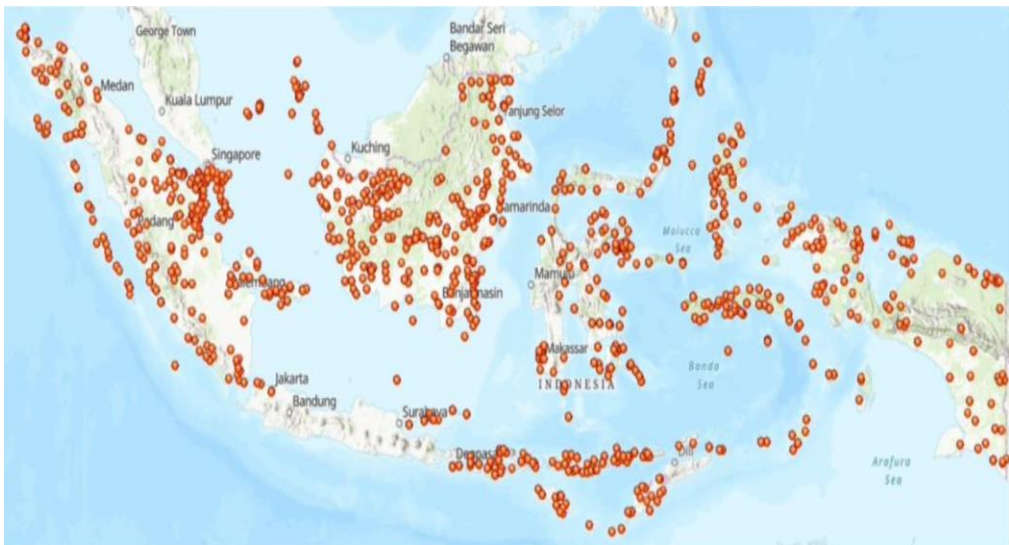 George Town
Bandar Seri
Begawan
Medan
Kuala Lumpur
Tanjung Selor
Kuching
Singapore
Samarinda
Padang
Molucca
Sea
Mamuju
Banjarmasin
Makassar
Banda
Sea
INDONESIA
Jakarta
Bandung
Surabaya
Dili
Arafura
Sea